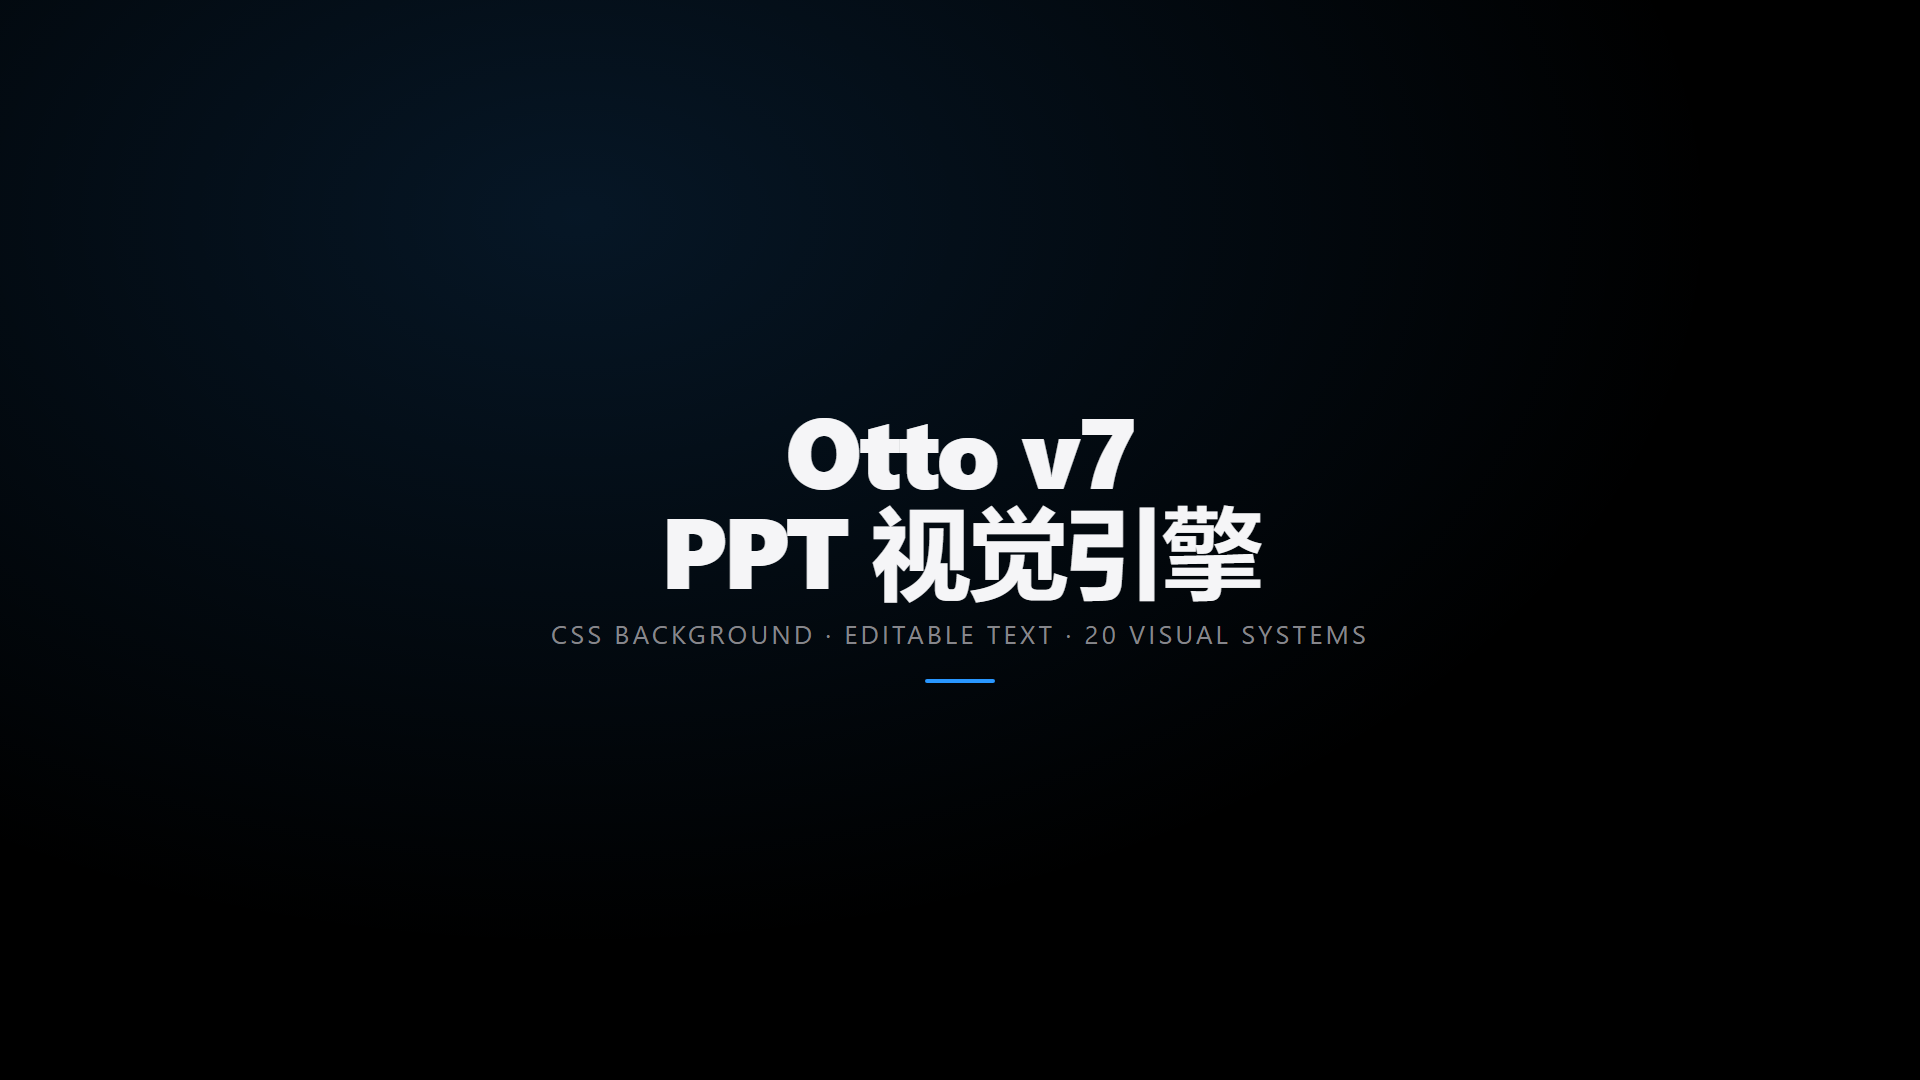 Otto v7
PPT 视觉引擎
CSS BACKGROUND · EDITABLE TEXT · 20 VISUAL SYSTEMS